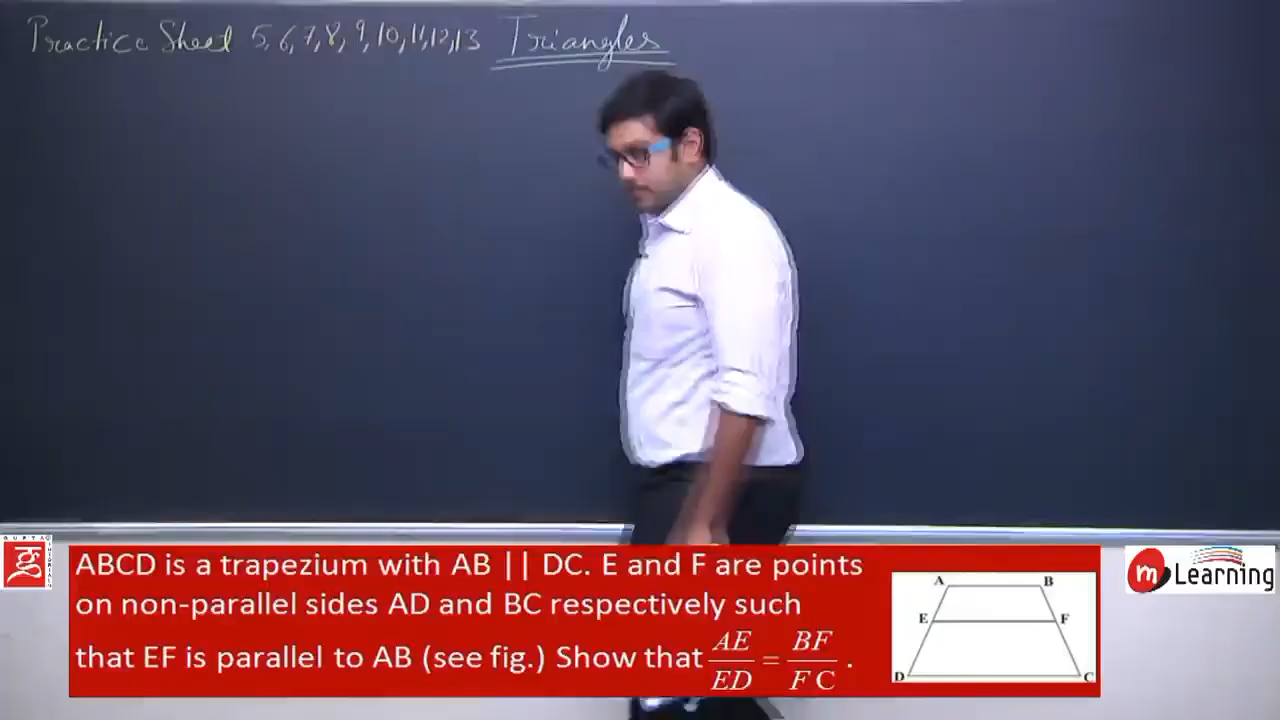 Practice Sheet 5,6,7,8,9,10,11,12,13 Triangles
GUPTA
TUTORIALS
ABCD is a trapezium with AB || DC. E and F are points
on non-parallel sides AD and BC respectively such
that EF is parallel to AB (see fig.) Show that AE/ED = BF/FC .
A B
E F
D C
m Learning